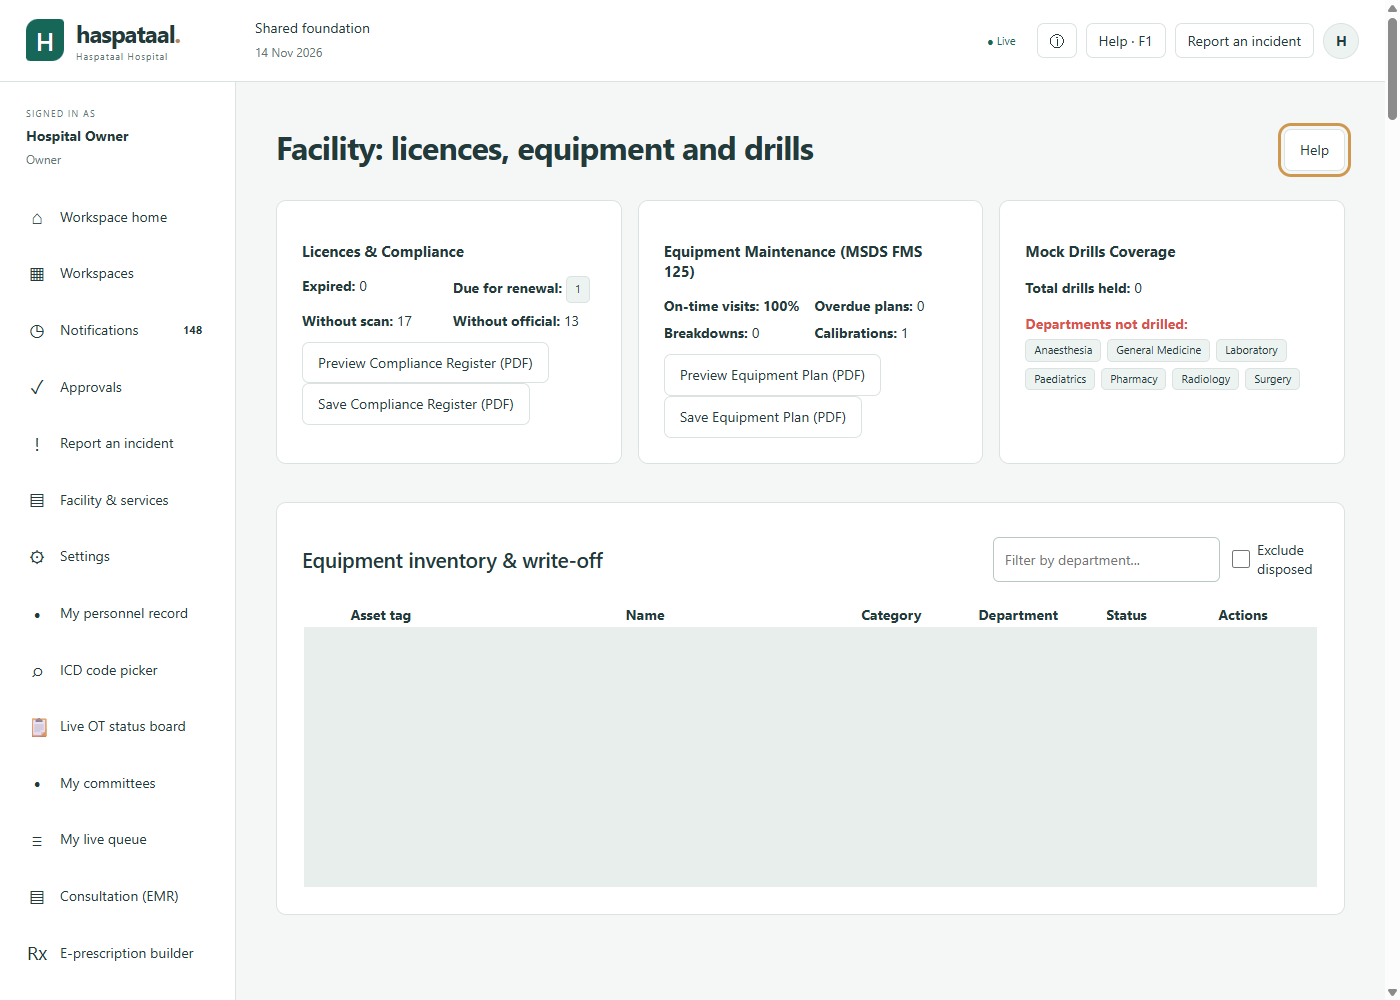 H
haspataal.
Haspataal Hospital
Shared foundation
14 Nov 2026
● Live
Help · F1
Report an incident
H
SIGNED IN AS
Hospital Owner
Owner
Workspace home
Workspaces
Notifications 148
Approvals
! Report an incident
Facility & services
Settings
• My personnel record
ICD code picker
Live OT status board
• My committees
My live queue
Consultation (EMR)
Rx E-prescription builder
Facility: licences, equipment and drills
Help
Licences & Compliance
Expired: 0 Due for renewal: 1
Without scan: 17 Without official: 13
Preview Compliance Register (PDF)
Save Compliance Register (PDF)
Equipment Maintenance (MSDS FMS
125)
On-time visits: 100% Overdue plans: 0
Breakdowns: 0 Calibrations: 1
Preview Equipment Plan (PDF)
Save Equipment Plan (PDF)
Mock Drills Coverage
Total drills held: 0
Departments not drilled:
Anaesthesia General Medicine Laboratory
Paediatrics Pharmacy Radiology Surgery
Equipment inventory & write-off
Filter by department...
Exclude
disposed
Asset tag Name Category Department Status Actions